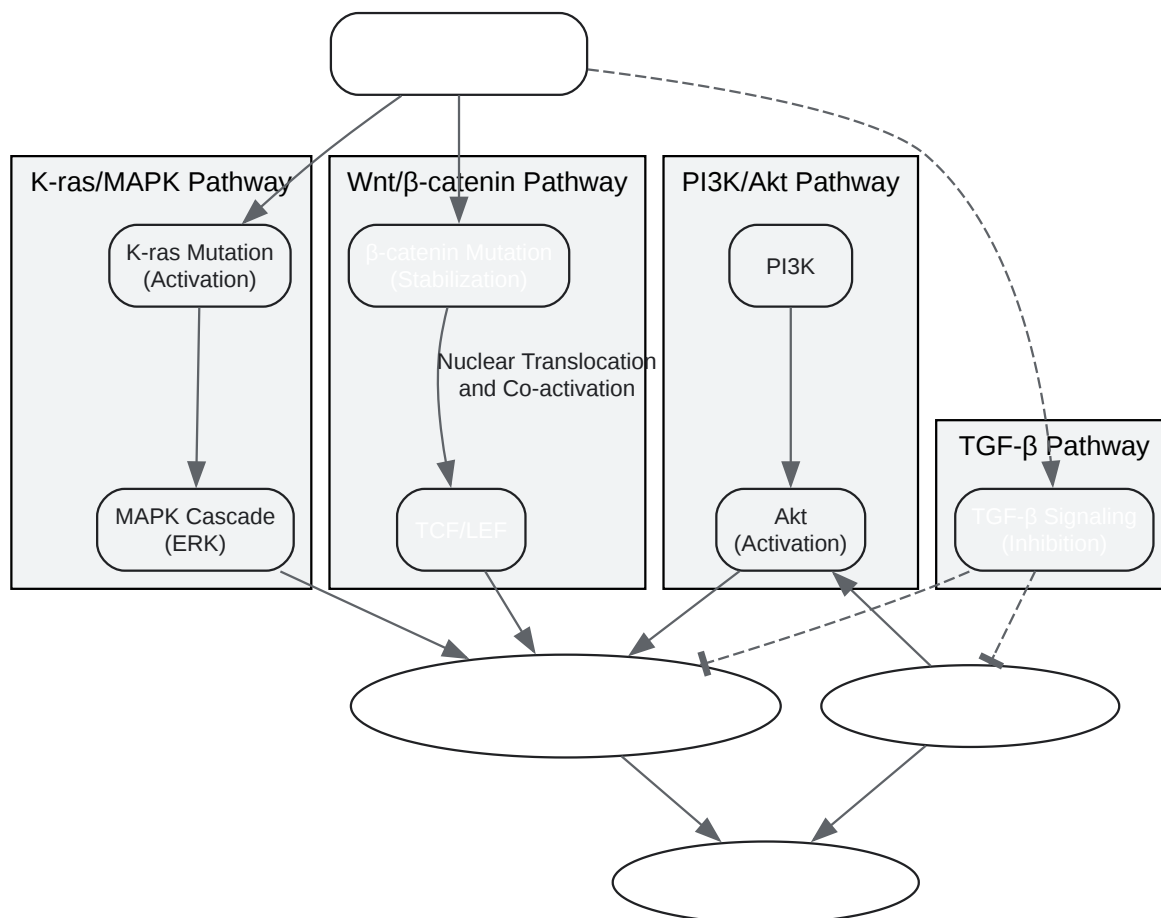 K-ras/MAPK Pathway
Wnt/β-catenin Pathway
PI3K/Akt Pathway
K-ras Mutation
(Activation)
β-catenin Mutation
(Stabilization)
PI3K
Nuclear Translocation
and Co-activation
TGF-β Pathway
MAPK Cascade
(ERK)
TCF/LEF
Akt
(Activation)
TGF-β Signaling
(Inhibition)